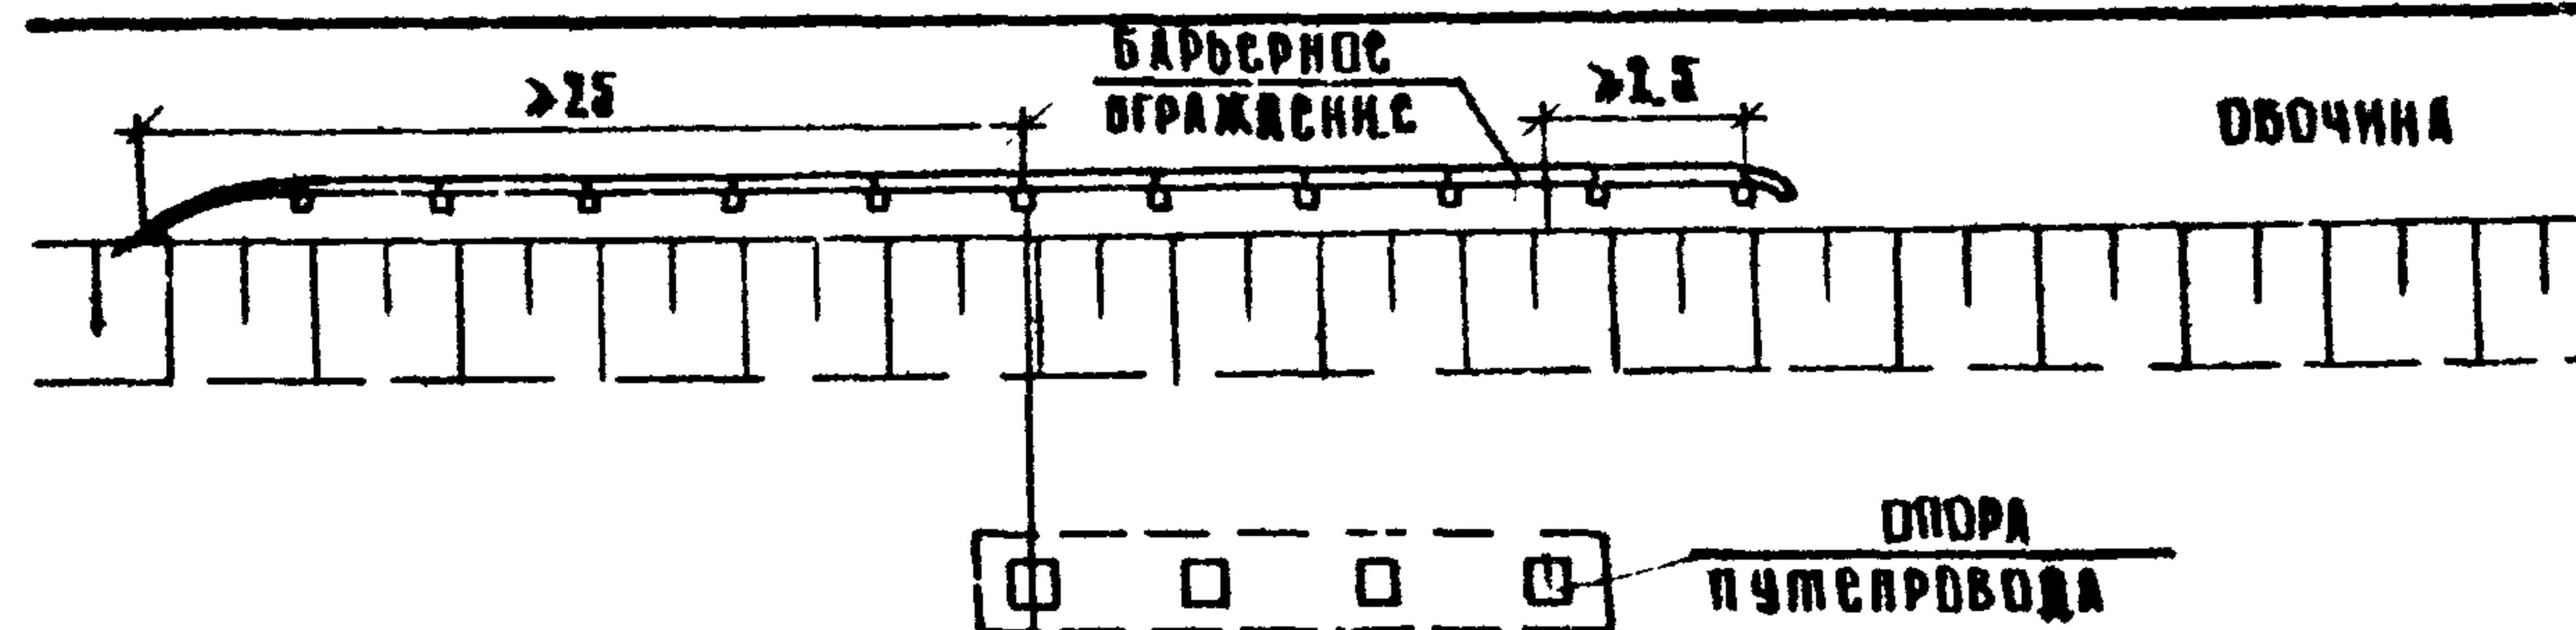 БАРЬЕРНОЕ
ОГРАЖДЕНИЕ
>25
>2.5
ОБОЧИНА
ОПОРА
ПУТЕПРОВОДА